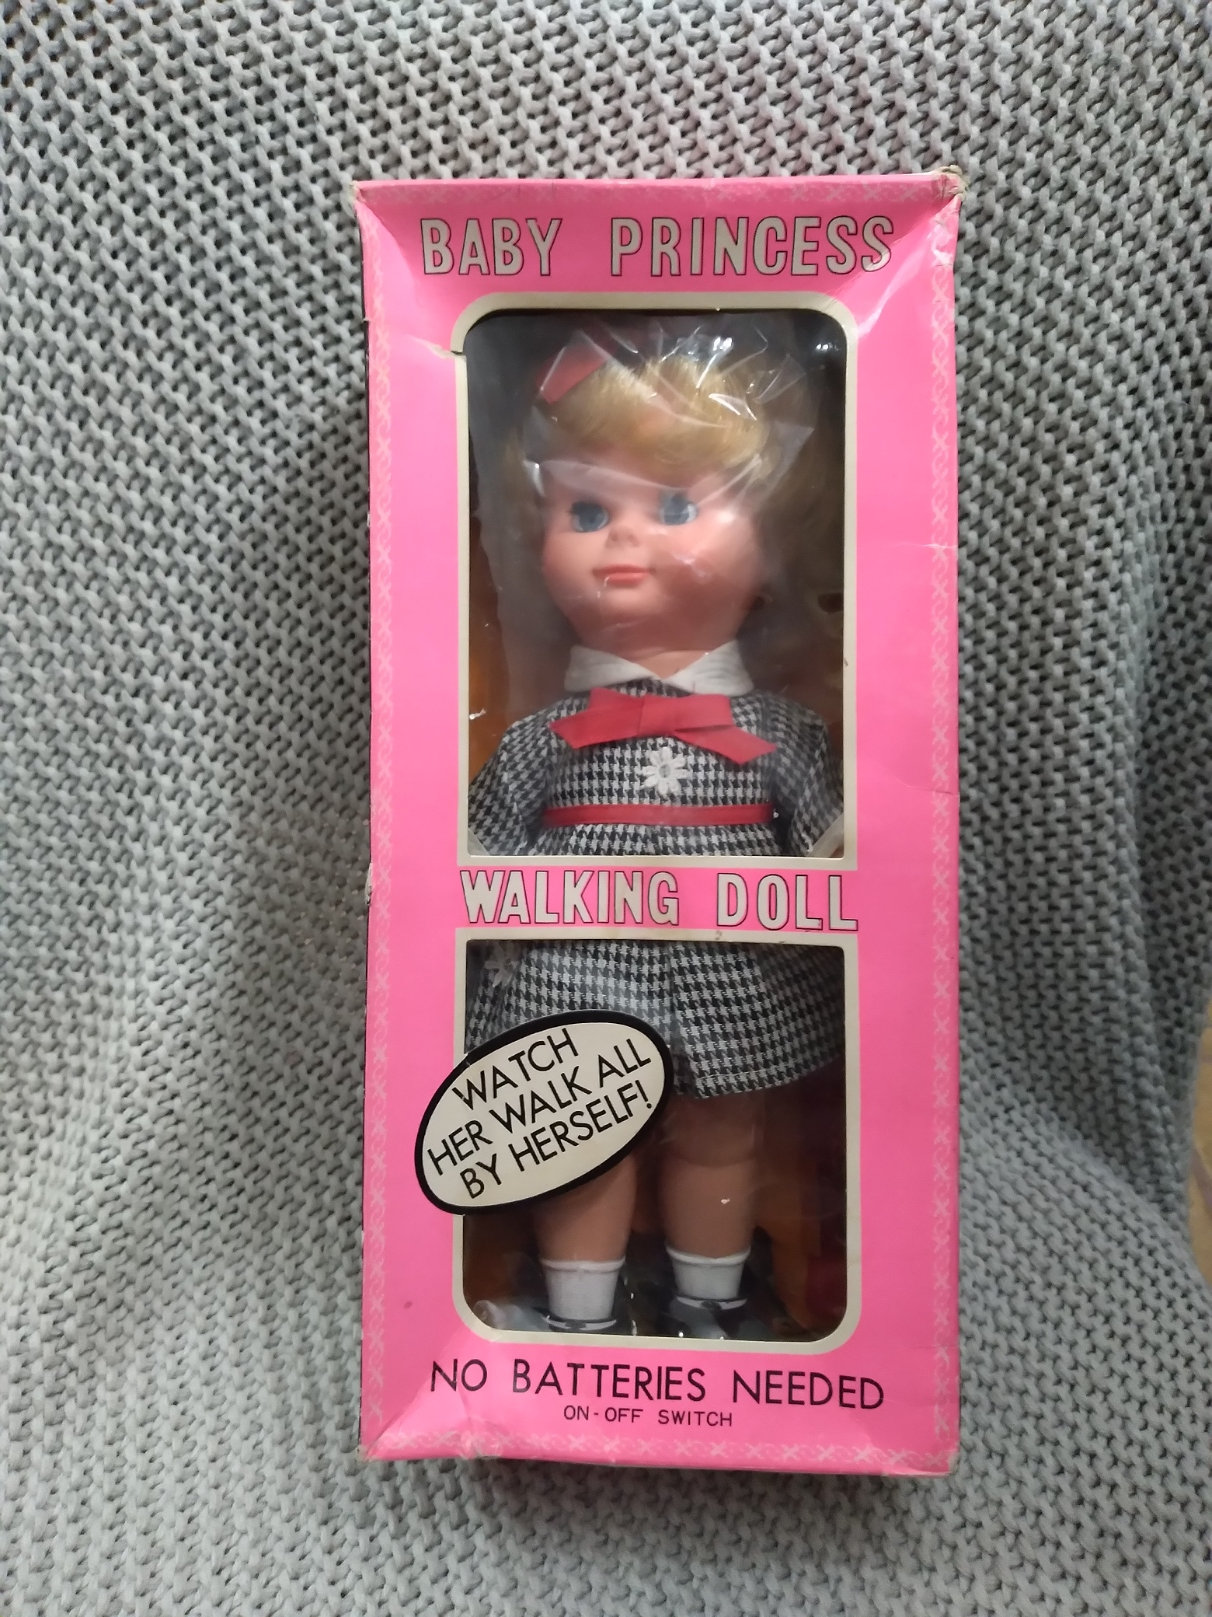 BABY PRINCESS
WALKING DOLL
WATCH
HER WALK ALL
BY HERSELF!
NO BATTERIES NEEDED
ON-OFF SWITCH